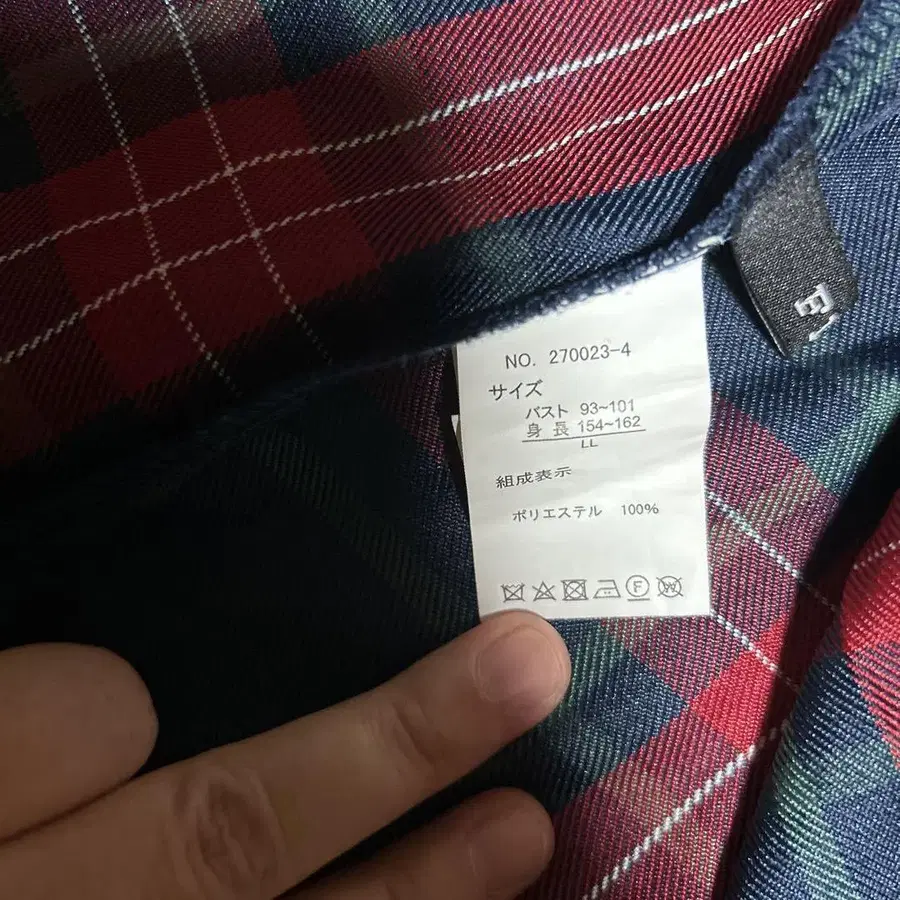 NO. 270023-4
サイズ
バスト 93~101
身長 154~162
LL
組成表示
ポリエステル 100%
F W